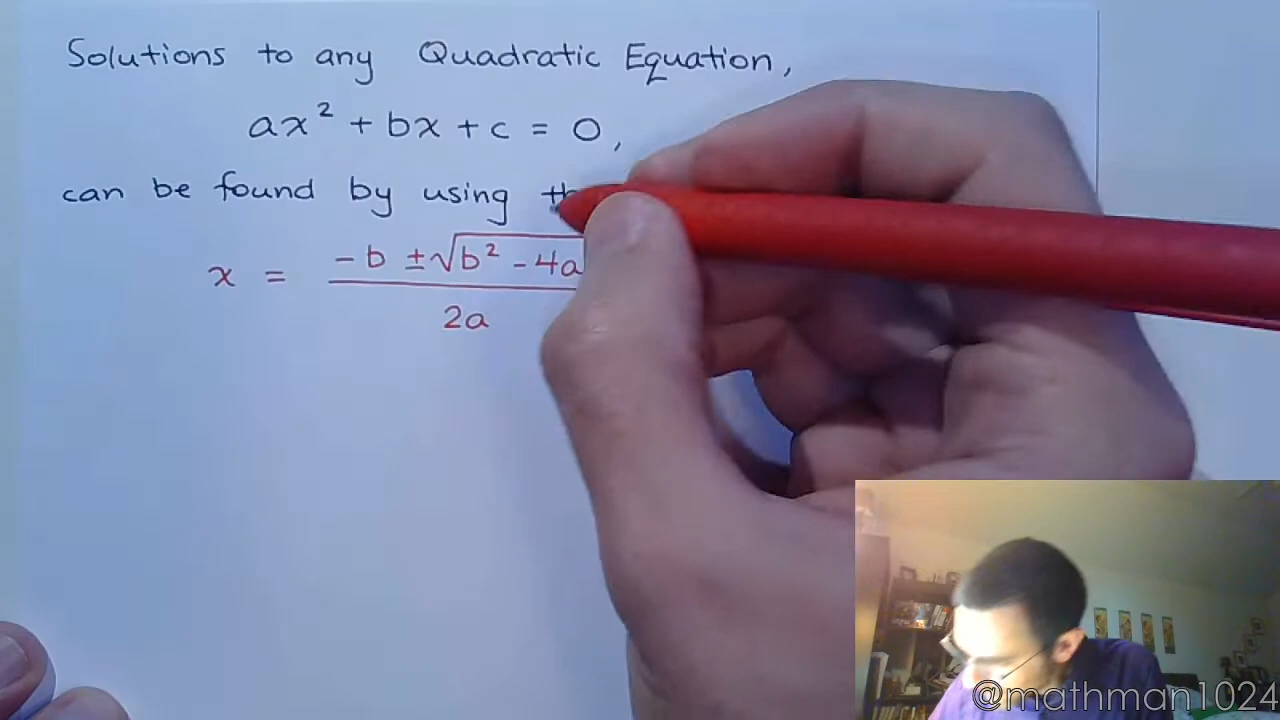 Solutions to any Quadratic Equation,
ax² + bx + c = 0,
can be found by using
x = -b ± √b² - 4a
2a
@mathman1024